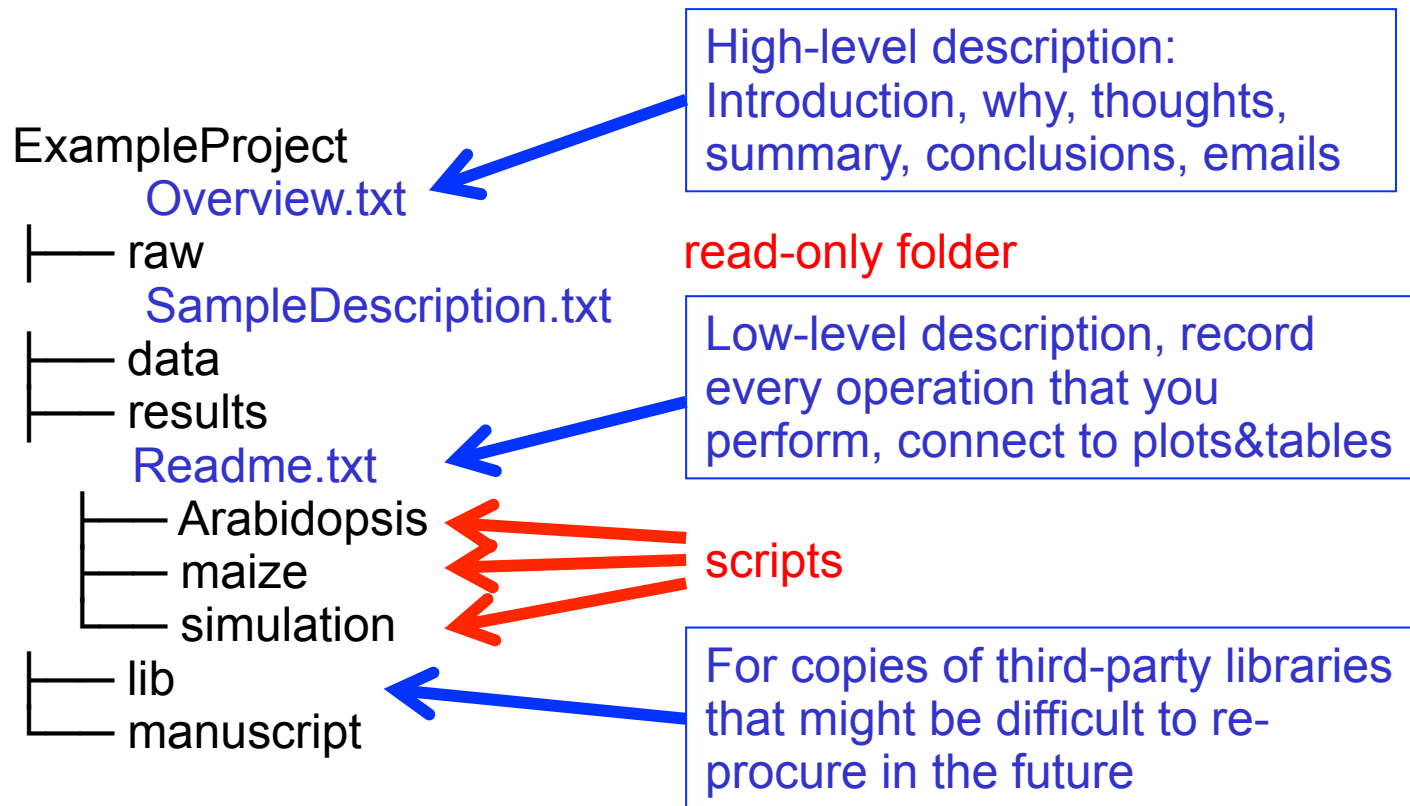 High-level description:
Introduction, why, thoughts,
summary, conclusions, emails
ExampleProject
Overview.txt
raw
read-only folder
SampleDescription.txt
data
results
Low-level description, record
every operation that you
perform, connect to plots&tables
Readme.txt
Arabidopsis
maize
simulation
scripts
lib
manuscript
For copies of third-party libraries
that might be difficult to re-
procure in the future